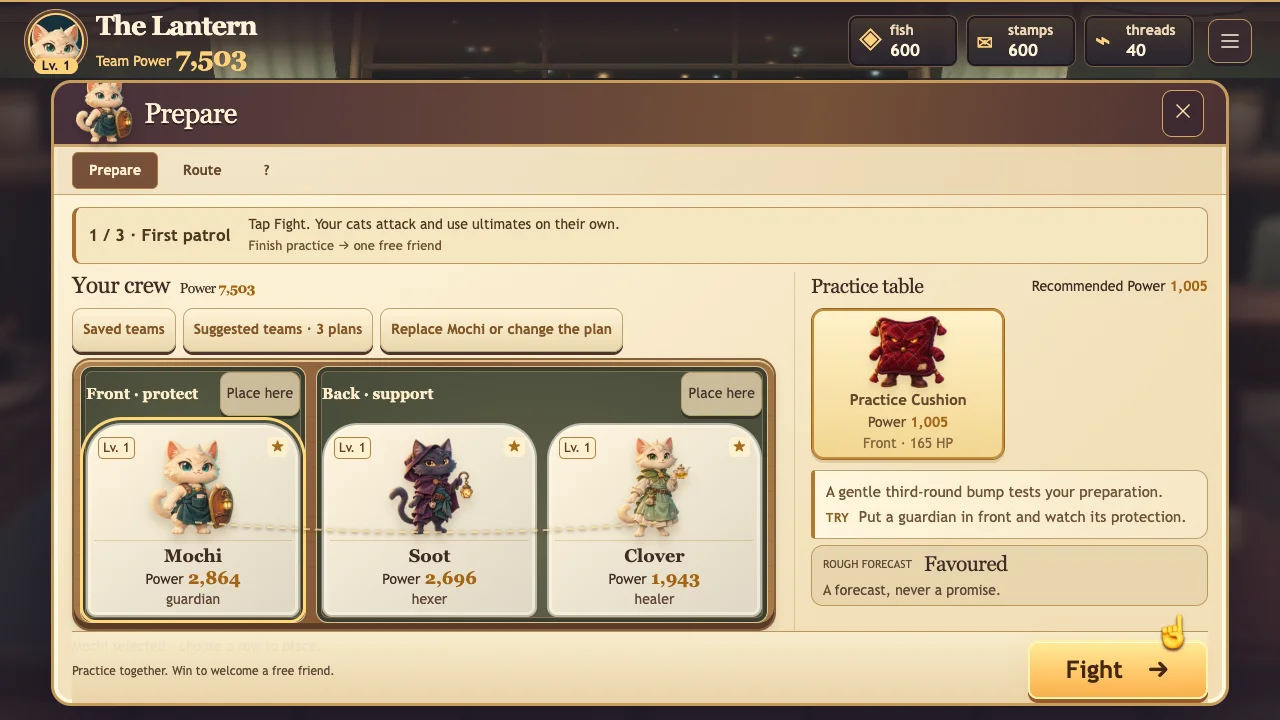 The Lantern
Lv. 1
Team Power 7,503
fish
600
stamps
600
threads
40
Prepare
Prepare
Route
?
1 / 3 · First patrol
Tap Fight. Your cats attack and use ultimates on their own.
Finish practice → one free friend
Your crew Power 7,503
Saved teams
Suggested teams · 3 plans
Replace Mochi or change the plan
Front · protect
Place here
Back · support
Place here
Lv. 1
Mochi
Power 2,864
guardian
Lv. 1
Soot
Power 2,696
hexer
Lv. 1
Clover
Power 1,943
healer
Practice table
Recommended Power 1,005
Practice Cushion
Power 1,005
Front · 165 HP
A gentle third-round bump tests your preparation.
TRY Put a guardian in front and watch its protection.
ROUGH FORECAST Favoured
A forecast, never a promise.
Mochi selected. Choose a row to place.
Practice together. Win to welcome a free friend.
Fight →